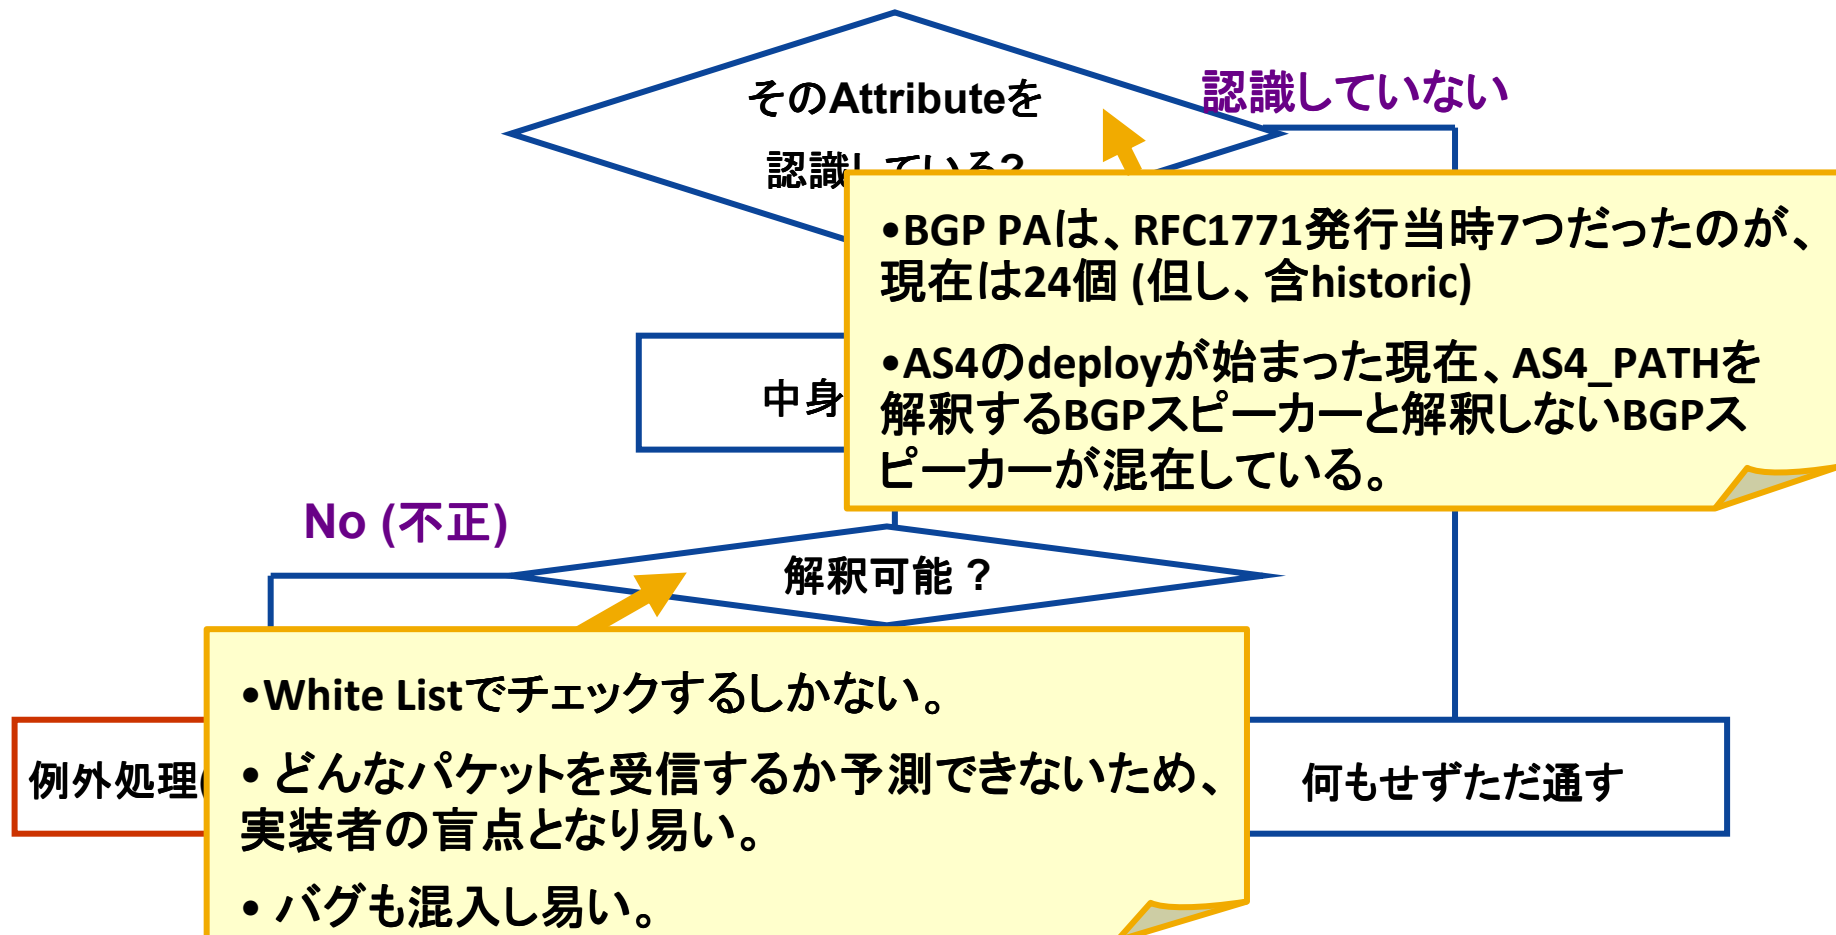 そのAttributeを
認識していない
認識している?
•BGP PAは、RFC1771発行当時7つだったのが、
現在は24個 (但し、含historic)
•AS4のdeployが始まった現在、AS4_PATHを
解釈するBGPスピーカーと解釈しないBGPス
ピーカーが混在している。
中身
No (不正)
解釈可能 ?
•White Listでチェックするしかない。
• どんなパケットを受信するか予測できないため、
実装者の盲点となり易い。
• バグも混入し易い。
例外処理(
何もせずただ通す